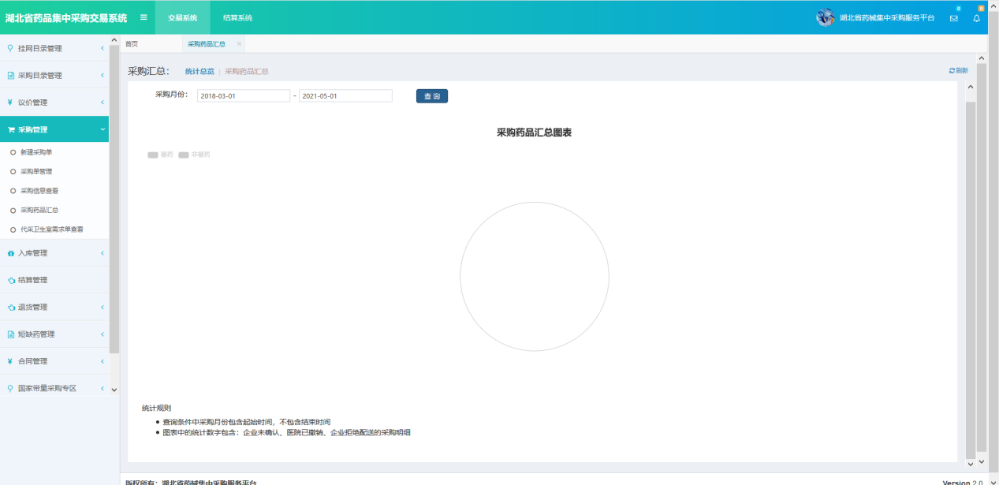 湖北省药品集中采购交易系统
交易系统
结算系统
湖北省药械集中采购服务平台
0
0
挂网目录管理
采购目录管理
议价管理
采购管理
新建采购单
采购单管理
采购信息查看
采购药品汇总
代采卫生室需求单查看
入库管理
结算管理
退货管理
短缺药管理
合同管理
国家带量采购专区
首页
采购药品汇总 ×
采购汇总： 统计总览 | 采购药品汇总
刷新
采购月份： 2018-03-01 - 2021-05-01 查 询
采购药品汇总图表
基药 非基药
统计规则
● 查询条件中采购月份包含起始时间，不包含结束时间
● 图表中的统计数字包含：企业未确认、医院已撤销、企业拒绝配送的采购明细
版权所有：湖北省药械集中采购服务平台
Version 2.0